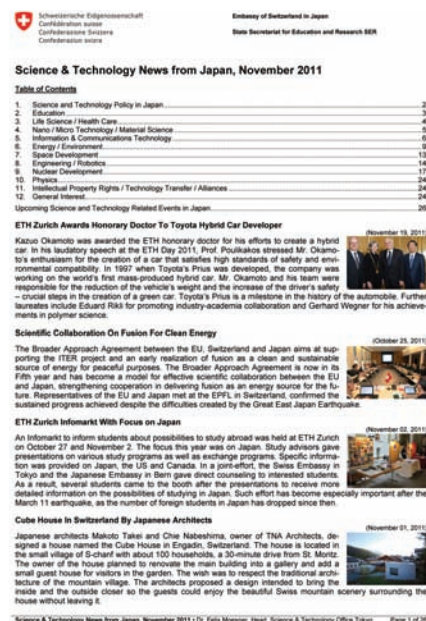 Schweizerische Eidgenossenschaft
Confédération suisse
Confederazione Svizzera
Confederaziun svizra
Embassy of Switzerland in Japan
State Secretariat for Education and Research SER
Science & Technology News from Japan, November 2011
Table of Contents
1. Science and Technology Policy in Japan 2
2. Education 3
3. Life Science / Health Care 4
4. Nano / Micro Technology / Material Science 5
5. Information & Communications Technology 6
6. Energy / Environment 9
7. Space Development 13
8. Engineering / Robotics 14
9. Nuclear Development 17
10. Physics 24
11. Intellectual Property Rights / Technology Transfer / Alliances 24
12. General Interest 24
Upcoming Science and Technology Related Events in Japan 26
ETH Zurich Awards Honorary Doctor To Toyota Hybrid Car Developer
(November 19, 2011)
Kazuo Okamoto was awarded the ETH honorary doctor for his efforts to create a hybrid
car. In his laudatory speech at the ETH Day 2011, Prof. Poulikakos stressed Mr. Okamo-
to's enthusiasm for the creation of a car that satisfies high standards of safety and envi-
ronmental compatibility. In 1997 when Toyota's Prius was developed, the company was
working on the world's first mass-produced hybrid car. Mr. Okamoto and his team were
responsible for the reduction of the vehicle's weight and the increase of the driver's safety
– crucial steps in the creation of a green car. Toyota's Prius is a milestone in the history of the automobile. Further
laureates include Eduard Rikli for promoting industry-academia collaboration and Gerhard Wegner for his achieve-
ments in polymer science.
Scientific Collaboration On Fusion For Clean Energy
(October 25, 2011)
The Broader Approach Agreement between the EU, Switzerland and Japan aims at sup-
porting the ITER project and an early realization of fusion as a clean and sustainable
source of energy for peaceful purposes. The Broader Approach Agreement is now in its
Fifth year and has become a model for effective scientific collaboration between the EU
and Japan, strengthening cooperation in delivering fusion as an energy source for the fu-
ture. Representatives of the EU and Japan met at the EPFL in Switzerland, confirmed the
sustained progress achieved despite the difficulties created by the Great East Japan Earthquake.
ETH Zurich Infomarkt With Focus on Japan
(November 02, 2011)
An Infomarkt to inform students about possibilities to study abroad was held at ETH Zurich
on October 27 and November 2. The focus this year was on Japan. Study advisors gave
presentations on various study programs as well as exchange programs. Specific informa-
tion was provided on Japan, the US and Canada. In a joint-effort, the Swiss Embassy in
Tokyo and the Japanese Embassy in Bern gave direct counseling to interested students.
As a result, several students came to the booth after the presentations to receive more
detailed information on the possibilities of studying in Japan. Such effort has become especially important after the
March 11 earthquake, as the number of foreign students in Japan has dropped since then.
Cube House In Switzerland By Japanese Architects
(November 01, 2011)
Japanese architects Makoto Takei and Chie Nabeshima, owner of TNA Architects, de-
signed a house named the Cube House in Engadin, Switzerland. The house is located in
the small village of S-chanf with about 100 households, a 30-minute drive from St. Moritz.
The owner of the house planned to renovate the main building into a gallery and add a
small guest house for visitors in the garden. The wish was to respect the traditional archi-
tecture of the mountain village. The architects proposed a design intended to bring the
inside and the outside closer so the guests could enjoy the beautiful Swiss mountain scenery surrounding the
house without leaving it.
Science & Technology News from Japan, November 2011 • Dr. Felix Moesner, Head, Science & Technology Office Tokyo Page 1 of 26